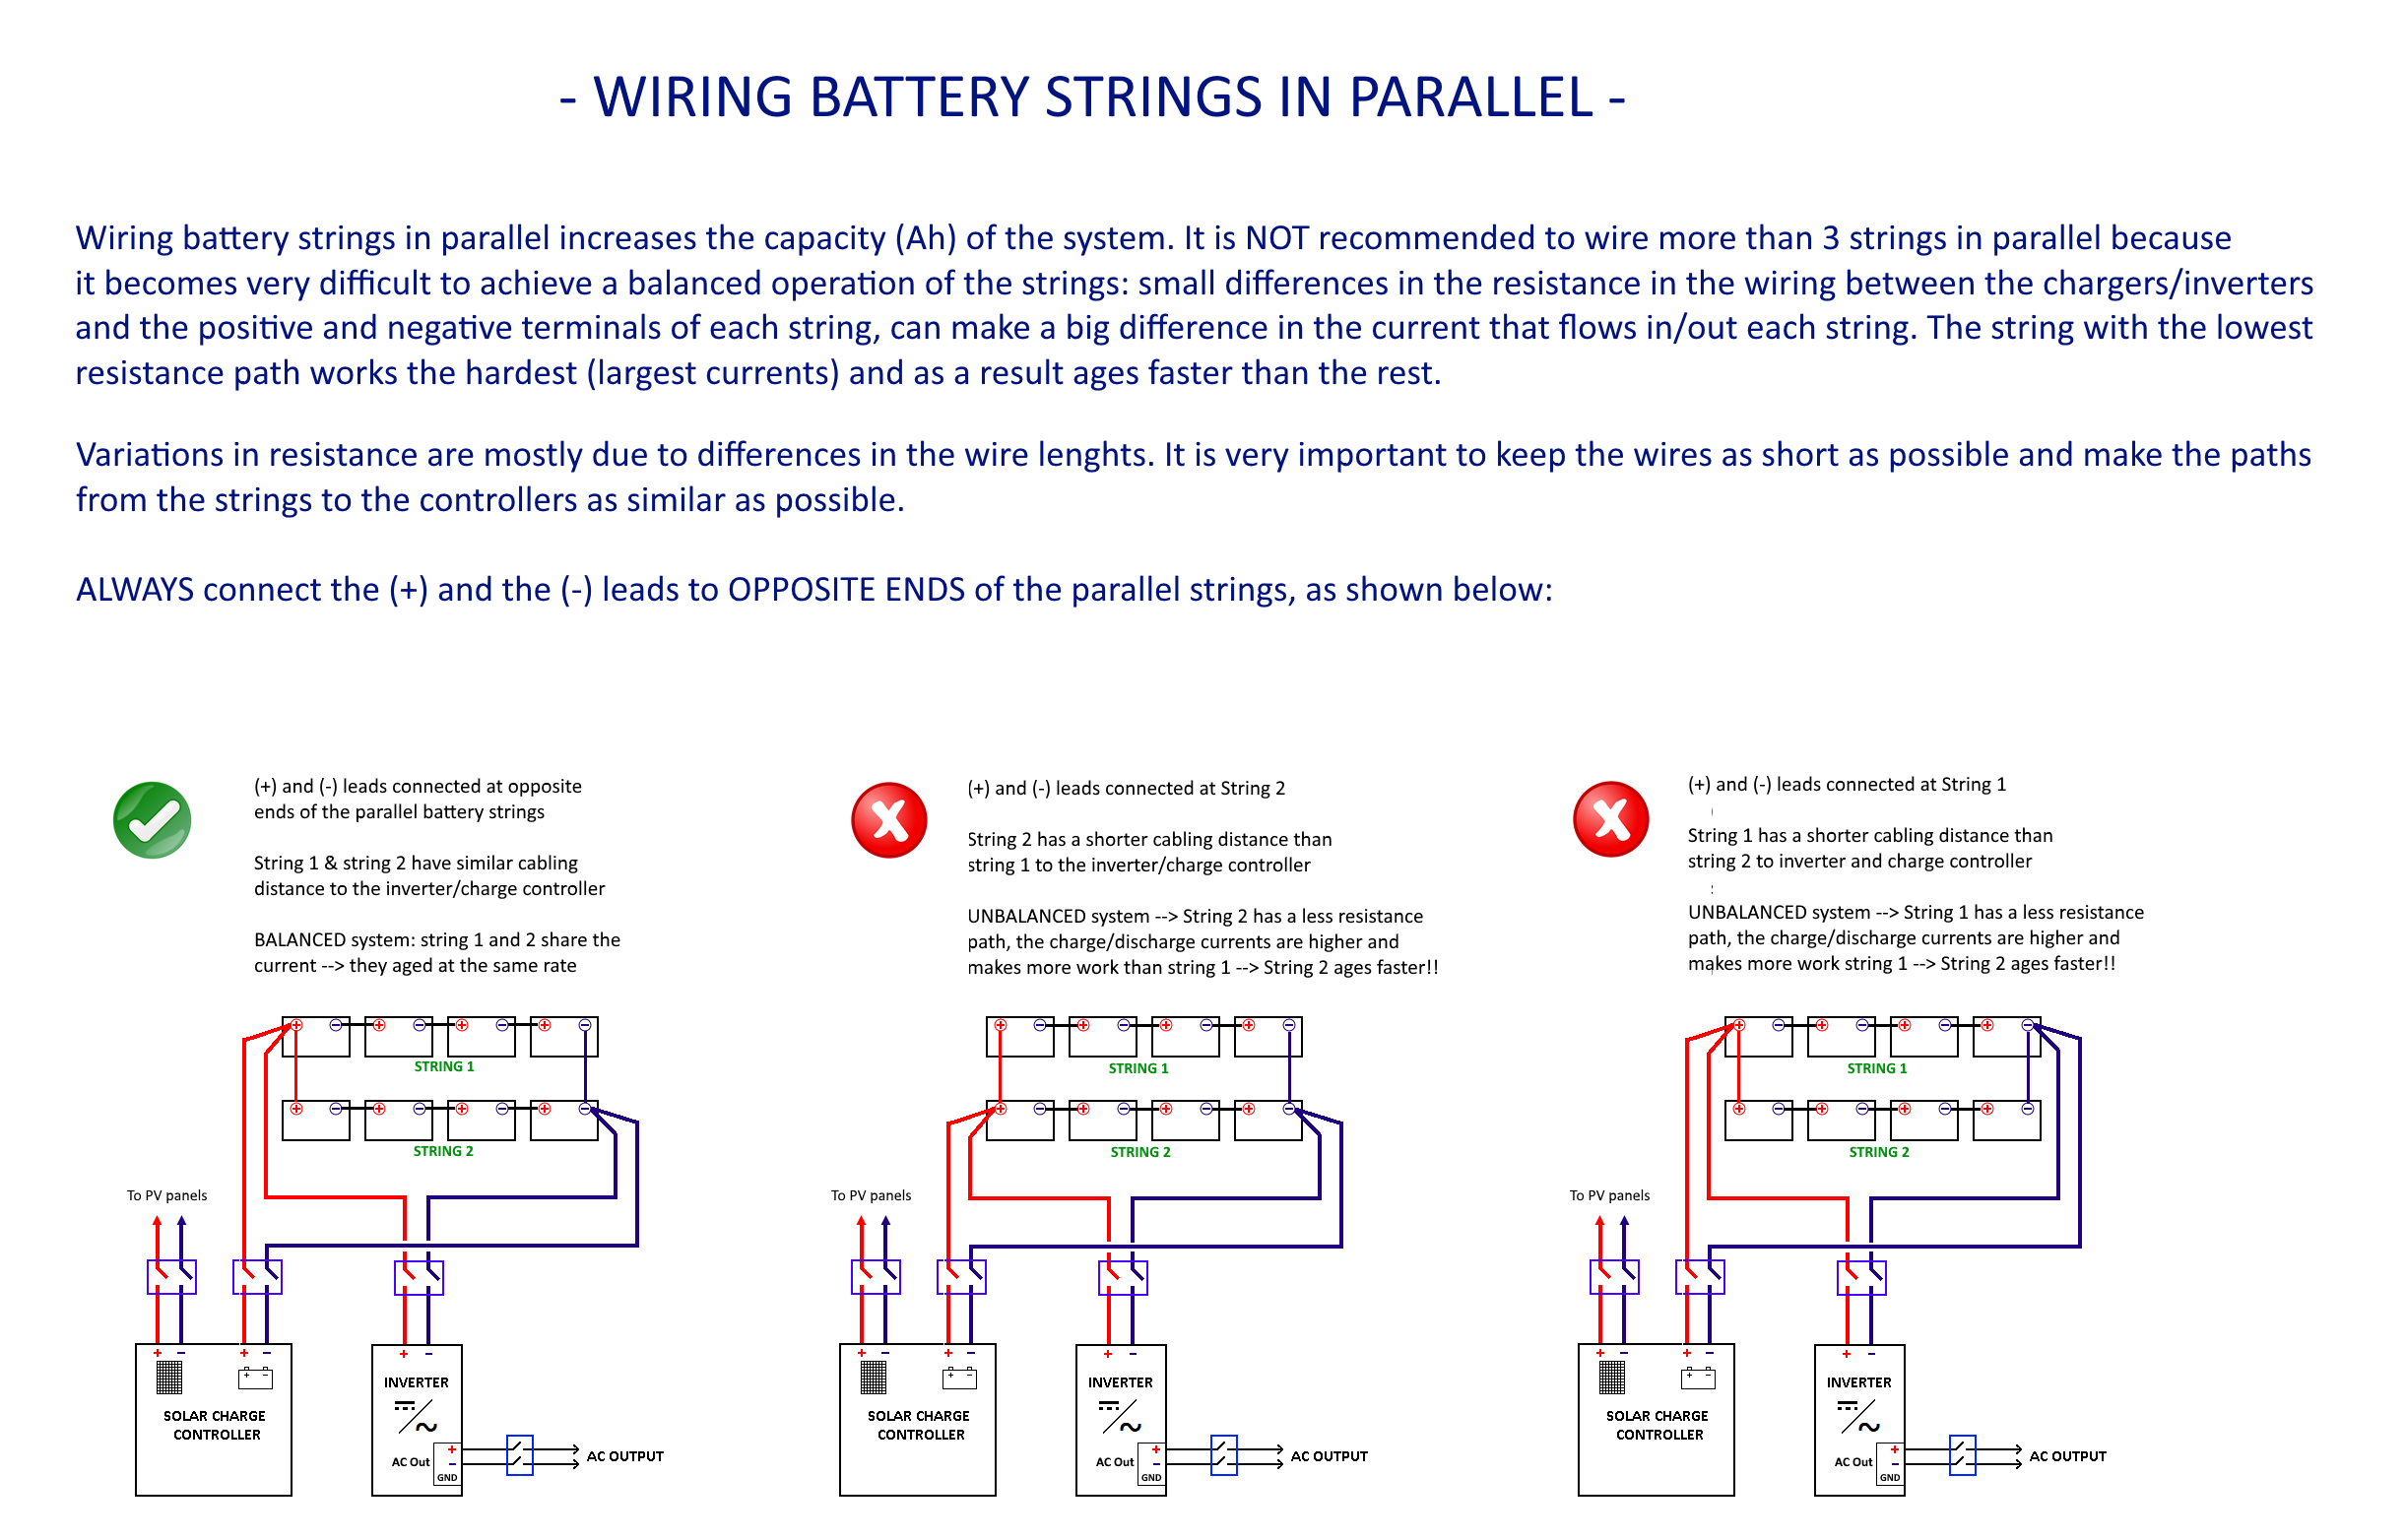 - WIRING BATTERY STRINGS IN PARALLEL -
Wiring battery strings in parallel increases the capacity (Ah) of the system. It is NOT recommended to wire more than 3 strings in parallel because
it becomes very difficult to achieve a balanced operation of the strings: small differences in the resistance in the wiring between the chargers/inverters
and the positive and negative terminals of each string, can make a big difference in the current that flows in/out each string. The string with the lowest
resistance path works the hardest (largest currents) and as a result ages faster than the rest.
Variations in resistance are mostly due to differences in the wire lenghts. It is very important to keep the wires as short as possible and make the paths
from the strings to the controllers as similar as possible.
ALWAYS connect the (+) and the (-) leads to OPPOSITE ENDS of the parallel strings, as shown below:
(+) and (-) leads connected at opposite
ends of the parallel battery strings
String 1 & string 2 have similar cabling
distance to the inverter/charge controller
BALANCED system: string 1 and 2 share the
current --> they aged at the same rate
+ - + - + - + -
STRING 1
+ - + - + - + -
STRING 2
To PV panels
+ - + -
+ -
+ -
SOLAR CHARGE
CONTROLLER
INVERTER
AC Out
+
-
GND
AC OUTPUT
(+) and (-) leads connected at String 2
String 2 has a shorter cabling distance than
string 1 to the inverter/charge controller
UNBALANCED system --> String 2 has a less resistance
path, the charge/discharge currents are higher and
makes more work than string 1 --> String 2 ages faster!!
+ - + - + - + -
STRING 1
+ - + - + - + -
STRING 2
To PV panels
+ - + -
+ -
+ -
SOLAR CHARGE
CONTROLLER
INVERTER
AC Out
+
-
GND
AC OUTPUT
(+) and (-) leads connected at String 1
String 1 has a shorter cabling distance than
string 2 to inverter and charge controller
UNBALANCED system --> String 1 has a less resistance
path, the charge/discharge currents are higher and
makes more work string 1 --> String 2 ages faster!!
+ - + - + - + -
STRING 1
+ - + - + - + -
STRING 2
To PV panels
+ - + -
+ -
+ -
SOLAR CHARGE
CONTROLLER
INVERTER
AC Out
+
-
GND
AC OUTPUT